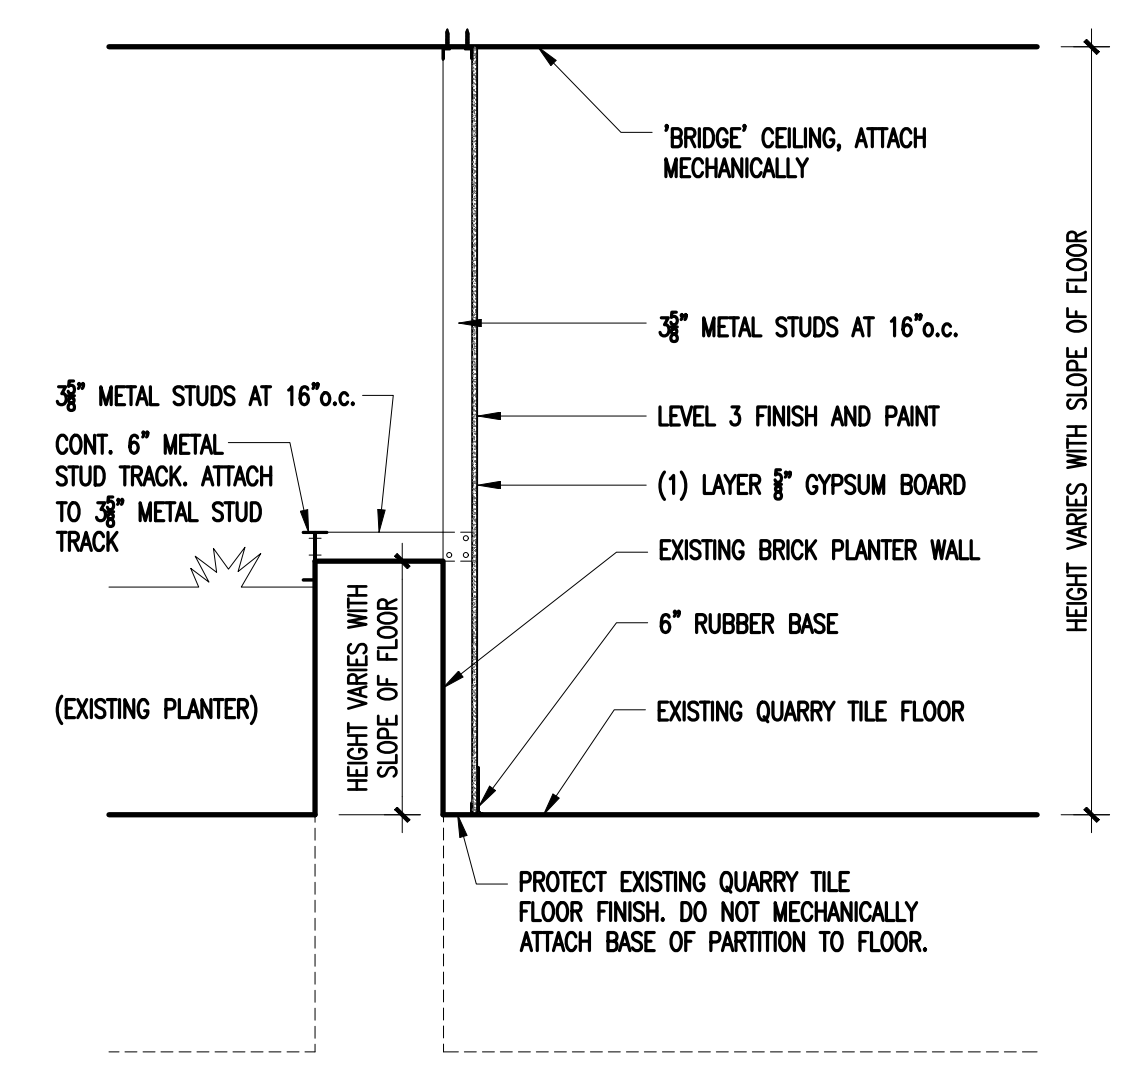 'BRIDGE' CEILING, ATTACH
MECHANICALLY
3⅝" METAL STUDS AT 16"o.c.
LEVEL 3 FINISH AND PAINT
(1) LAYER ⅝" GYPSUM BOARD
EXISTING BRICK PLANTER WALL
6" RUBBER BASE
EXISTING QUARRY TILE FLOOR
HEIGHT VARIES WITH SLOPE OF FLOOR
3⅝" METAL STUDS AT 16"o.c.
CONT. 6" METAL
STUD TRACK. ATTACH
TO 3⅝" METAL STUD
TRACK
(EXISTING PLANTER)
HEIGHT VARIES WITH
SLOPE OF FLOOR
PROTECT EXISTING QUARRY TILE
FLOOR FINISH. DO NOT MECHANICALLY
ATTACH BASE OF PARTITION TO FLOOR.